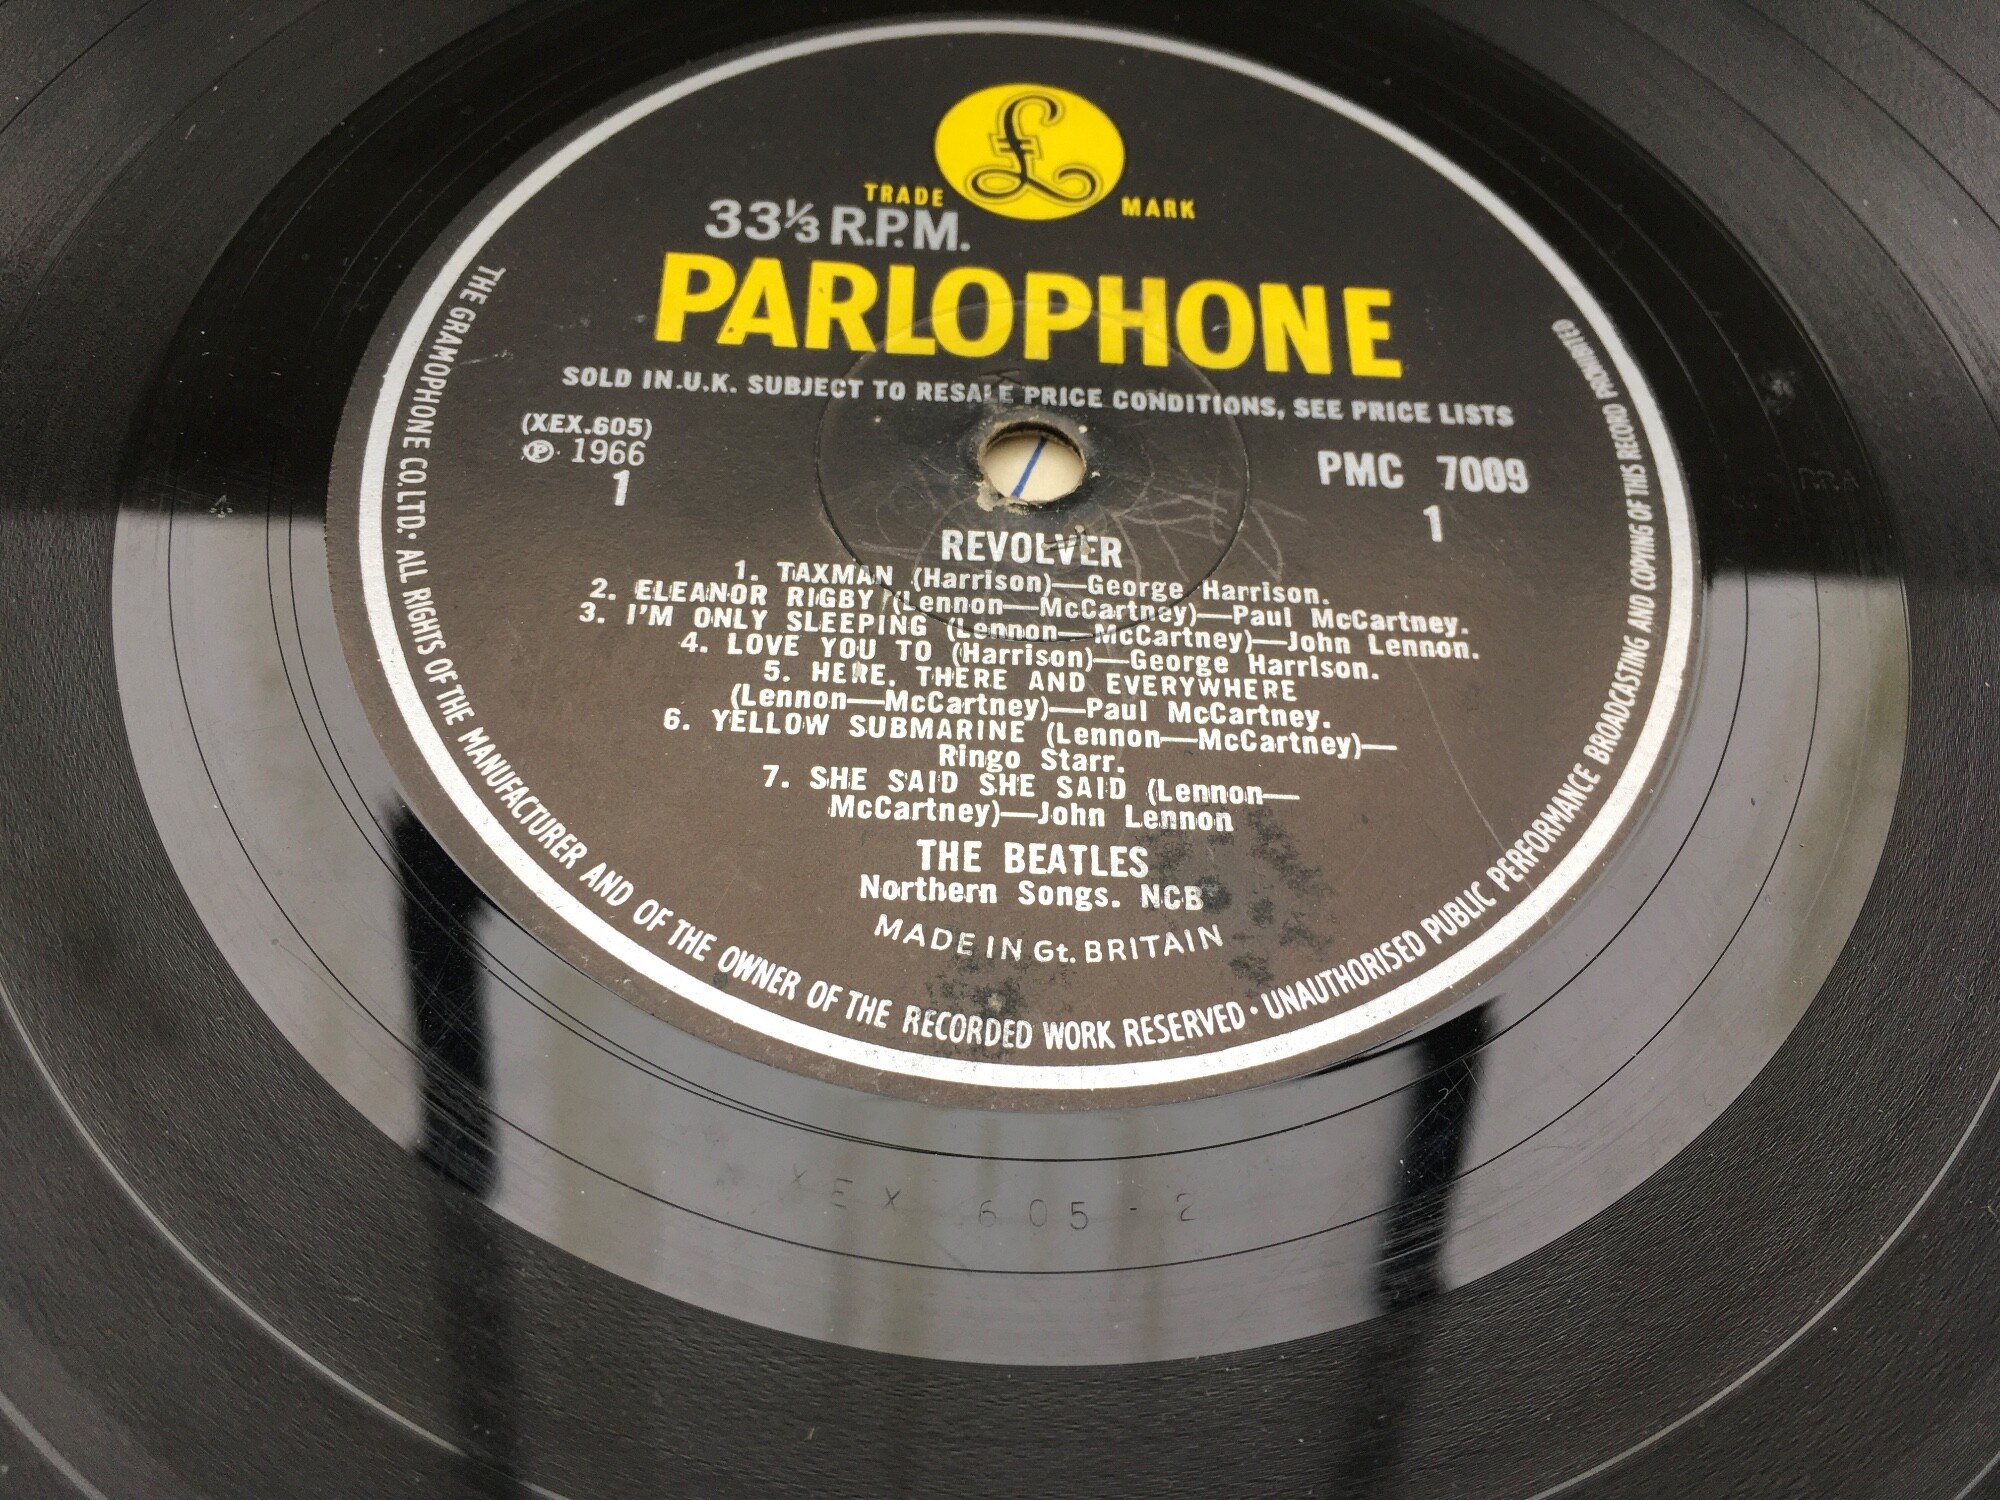 £
TRADE MARK
33⅓ R.P.M.
PARLOPHONE
SOLD IN U.K. SUBJECT TO RESALE PRICE CONDITIONS, SEE PRICE LISTS
(XEX.605)
℗ 1966
1
PMC 7009
1
REVOLVER
1. TAXMAN (Harrison)—George Harrison.
2. ELEANOR RIGBY (Lennon—McCartney)—Paul McCartney.
3. I'M ONLY SLEEPING (Lennon—McCartney)—John Lennon.
4. LOVE YOU TO (Harrison)—George Harrison.
5. HERE, THERE AND EVERYWHERE
(Lennon—McCartney)—Paul McCartney.
6. YELLOW SUBMARINE (Lennon—McCartney)—
Ringo Starr.
7. SHE SAID SHE SAID (Lennon—
McCartney)—John Lennon
THE BEATLES
Northern Songs. NCB
MADE IN Gt. BRITAIN
THE GRAMOPHONE CO. LTD. · ALL RIGHTS OF THE MANUFACTURER AND OF THE OWNER OF THE RECORDED WORK RESERVED · UNAUTHORISED PUBLIC PERFORMANCE BROADCASTING AND COPYING OF THIS RECORD PROHIBITED
XEX 605-2